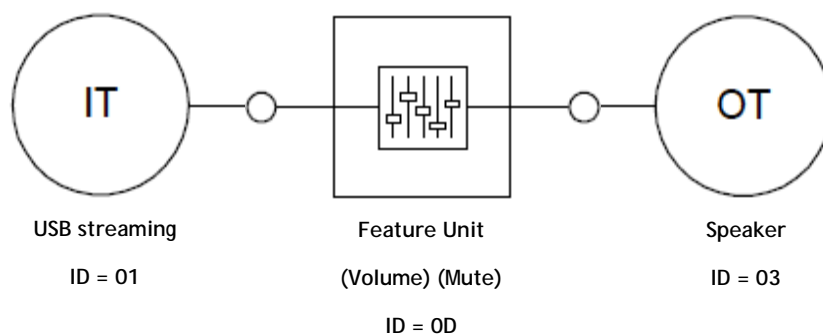 IT
OT
USB streaming
Feature Unit
Speaker
ID = 01
(Volume) (Mute)
ID = 03
ID = 0D